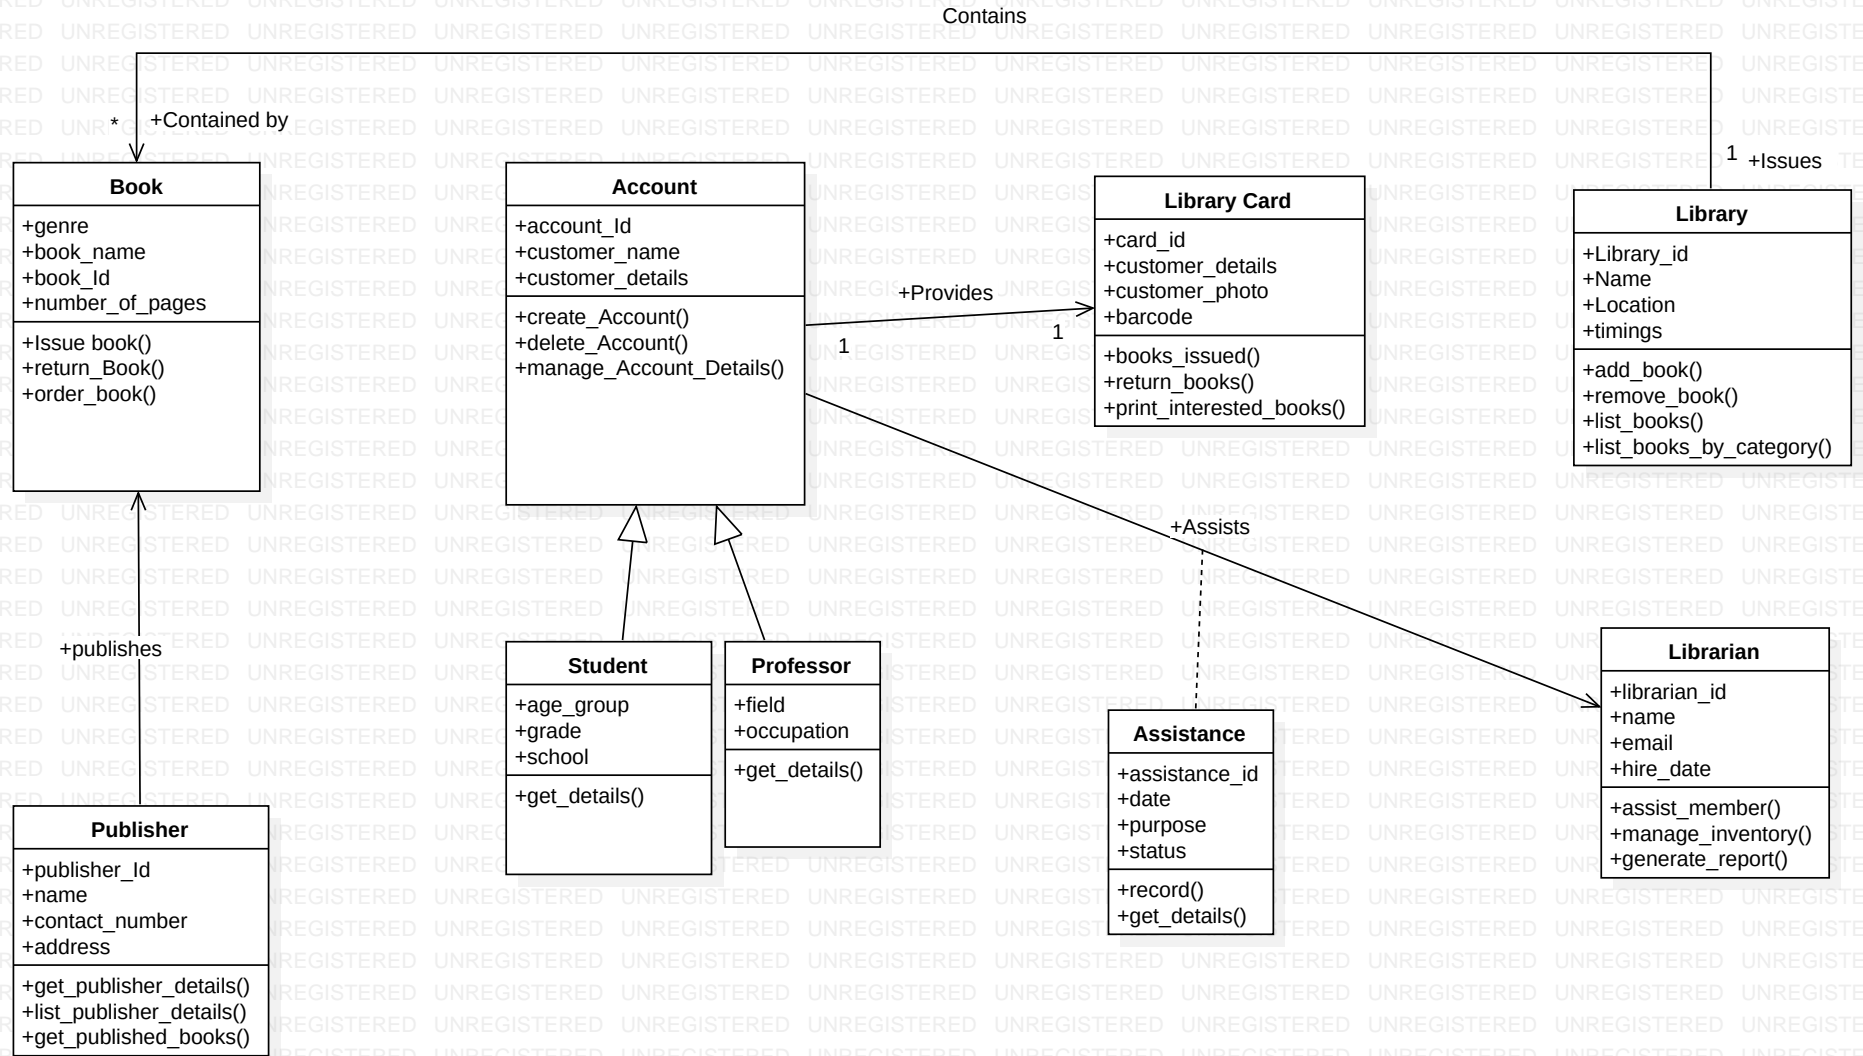 Contains
+Contained by
*
1
+Issues
Book
+genre
+book_name
+book_Id
+number_of_pages
+Issue book()
+return_Book()
+order_book()
Account
+account_Id
+customer_name
+customer_details
+create_Account()
+delete_Account()
+manage_Account_Details()
+Provides
1
1
Library Card
+card_id
+customer_details
+customer_photo
+barcode
+books_issued()
+return_books()
+print_interested_books()
Library
+Library_id
+Name
+Location
+timings
+add_book()
+remove_book()
+list_books()
+list_books_by_category()
+Assists
+publishes
Student
+age_group
+grade
+school
+get_details()
Professor
+field
+occupation
+get_details()
Assistance
+assistance_id
+date
+purpose
+status
+record()
+get_details()
Librarian
+librarian_id
+name
+email
+hire_date
+assist_member()
+manage_inventory()
+generate_report()
Publisher
+publisher_Id
+name
+contact_number
+address
+get_publisher_details()
+list_publisher_details()
+get_published_books()
UNREGISTERED